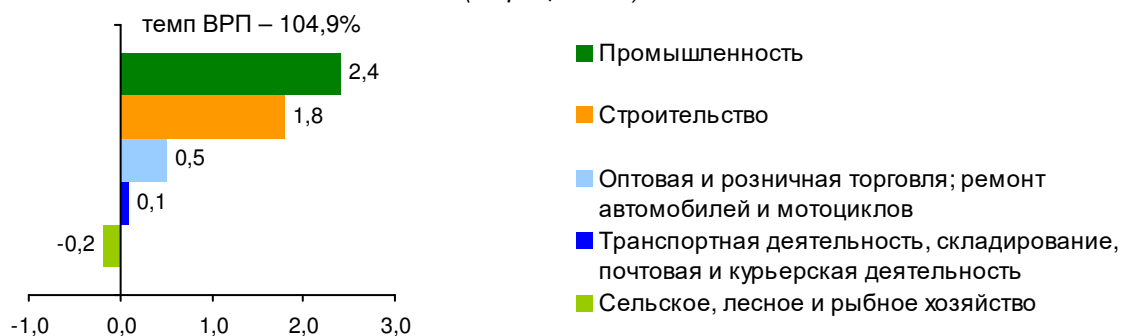 темп ВРП – 104,9%
2,4
1,8
0,5
0,1
-0,2
-1,0 0,0 1,0 2,0 3,0
Промышленность
Строительство
Оптовая и розничная торговля; ремонт
автомобилей и мотоциклов
Транспортная деятельность, складирование,
почтовая и курьерская деятельность
Сельское, лесное и рыбное хозяйство